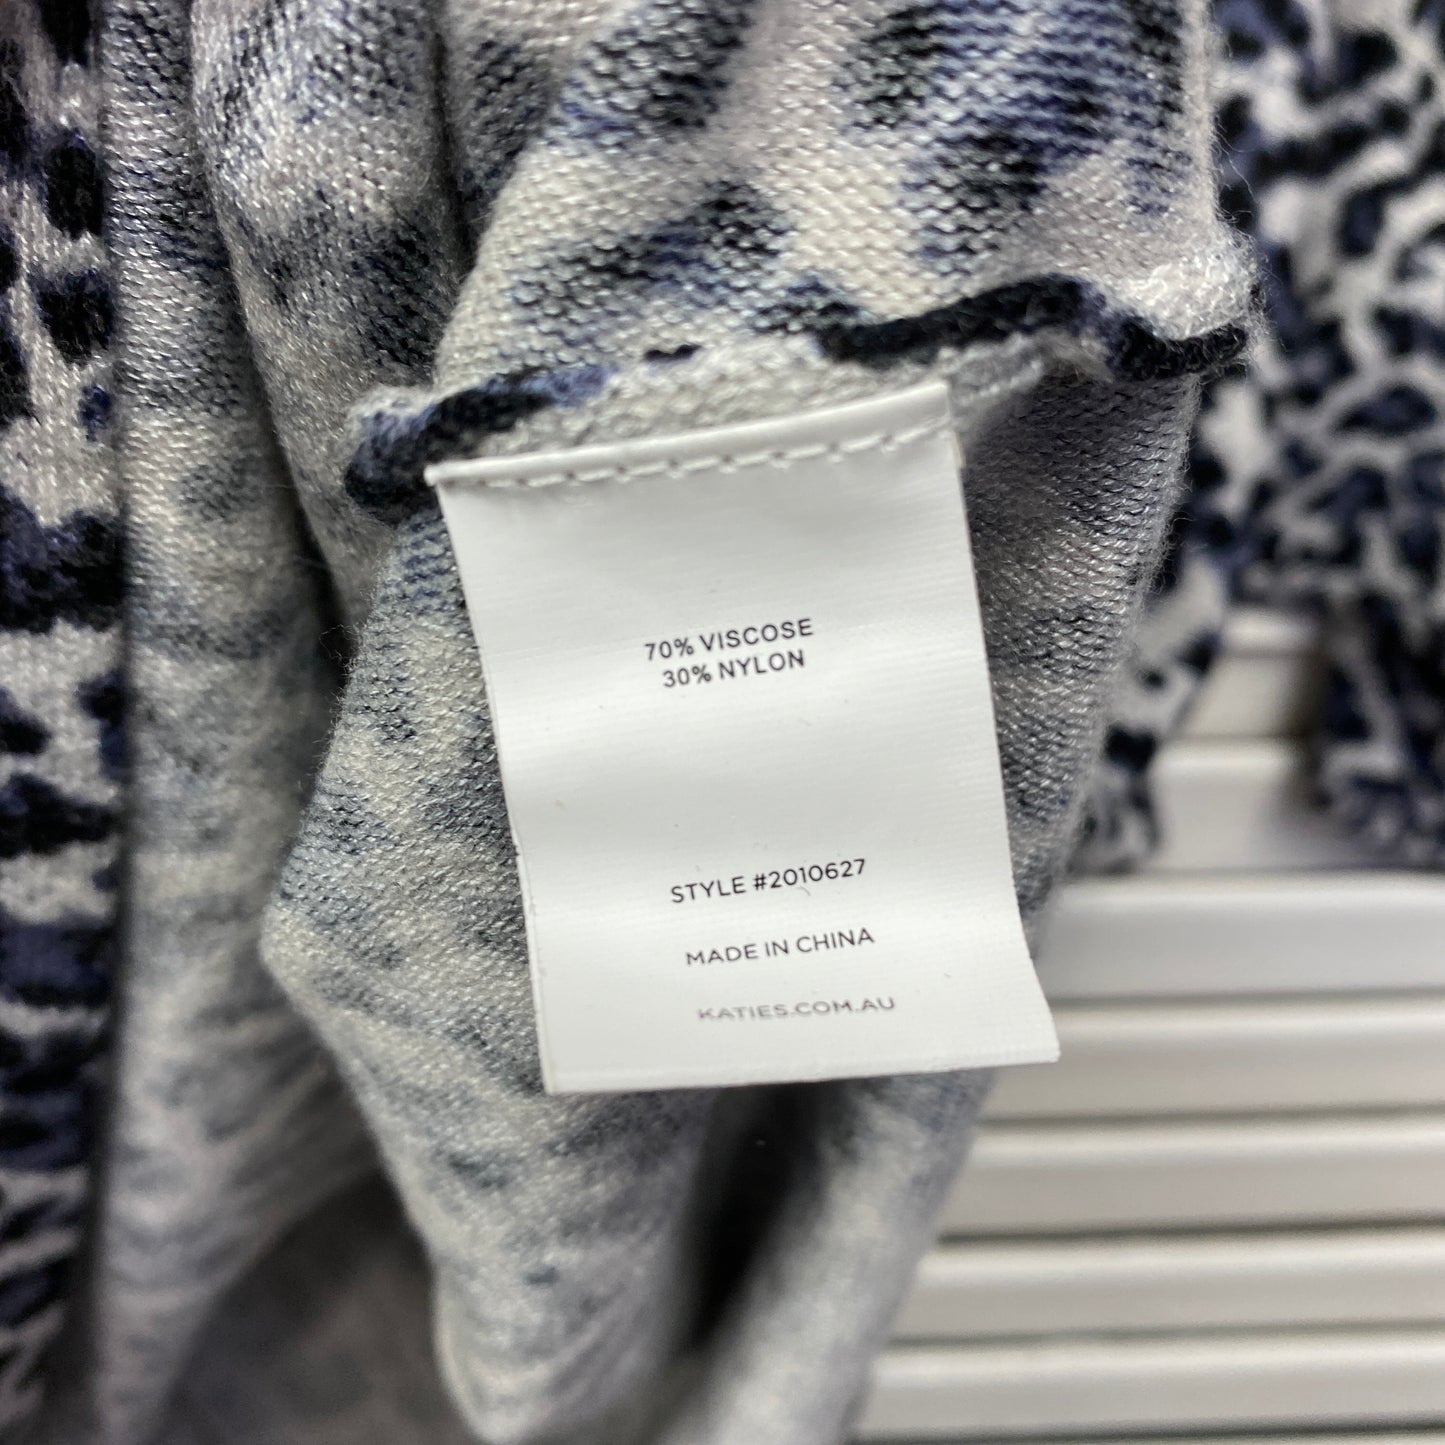 70% VISCOSE
30% NYLON
STYLE #2010627
MADE IN CHINA
KATIES.COM.AU